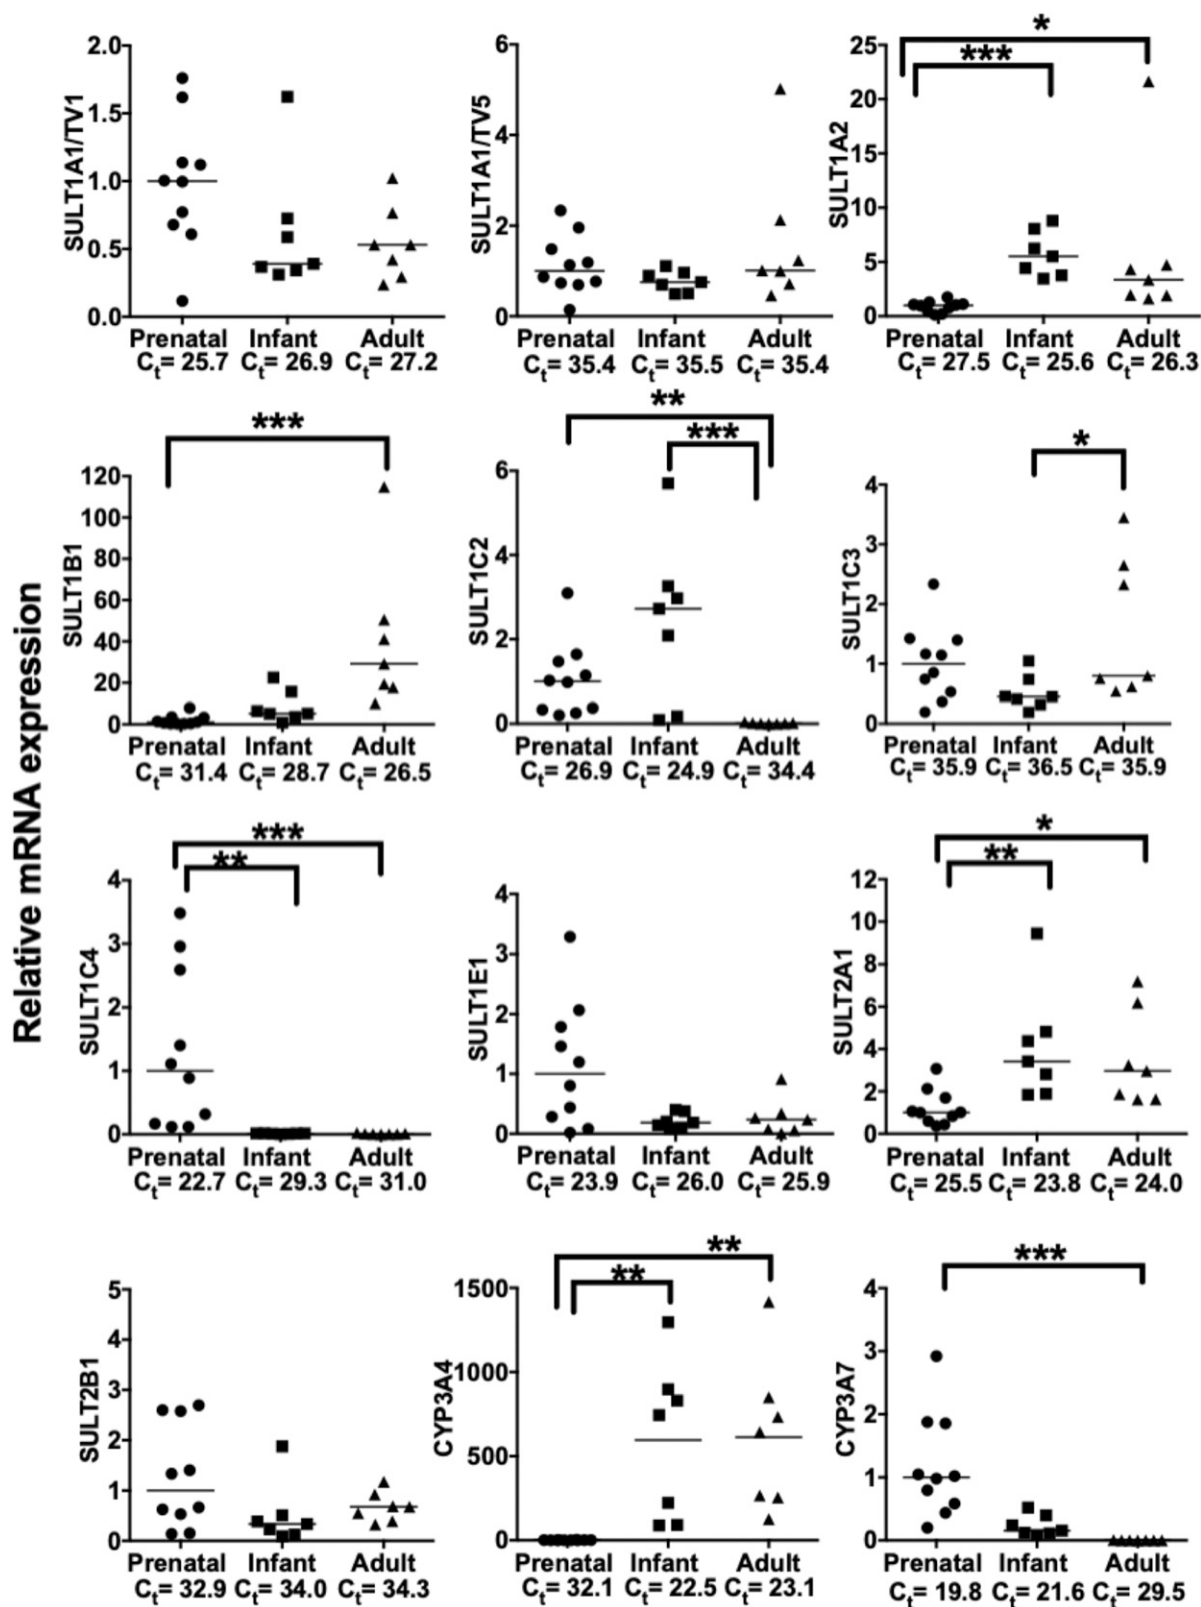 Relative mRNA expression
SULT1A1/TV1
2.0
1.5
1.0
0.5
0.0
Prenatal Infant Adult
Ct= 25.7 Ct= 26.9 Ct= 27.2
SULT1A1/TV5
6
4
2
0
Prenatal Infant Adult
Ct= 35.4 Ct= 35.5 Ct= 35.4
SULT1A2
*
***
25
20
15
10
5
0
Prenatal Infant Adult
Ct= 27.5 Ct= 25.6 Ct= 26.3
SULT1B1
***
120
100
80
60
40
20
0
Prenatal Infant Adult
Ct= 31.4 Ct= 28.7 Ct= 26.5
SULT1C2
**
***
6
4
2
0
Prenatal Infant Adult
Ct= 26.9 Ct= 24.9 Ct= 34.4
SULT1C3
*
4
3
2
1
0
Prenatal Infant Adult
Ct= 35.9 Ct= 36.5 Ct= 35.9
SULT1C4
***
**
4
3
2
1
0
Prenatal Infant Adult
Ct= 22.7 Ct= 29.3 Ct= 31.0
SULT1E1
4
3
2
1
0
Prenatal Infant Adult
Ct= 23.9 Ct= 26.0 Ct= 25.9
SULT2A1
*
**
12
10
8
6
4
2
0
Prenatal Infant Adult
Ct= 25.5 Ct= 23.8 Ct= 24.0
SULT2B1
5
4
3
2
1
0
Prenatal Infant Adult
Ct= 32.9 Ct= 34.0 Ct= 34.3
CYP3A4
**
**
1500
1000
500
0
Prenatal Infant Adult
Ct= 32.1 Ct= 22.5 Ct= 23.1
CYP3A7
***
4
3
2
1
0
Prenatal Infant Adult
Ct= 19.8 Ct= 21.6 Ct= 29.5